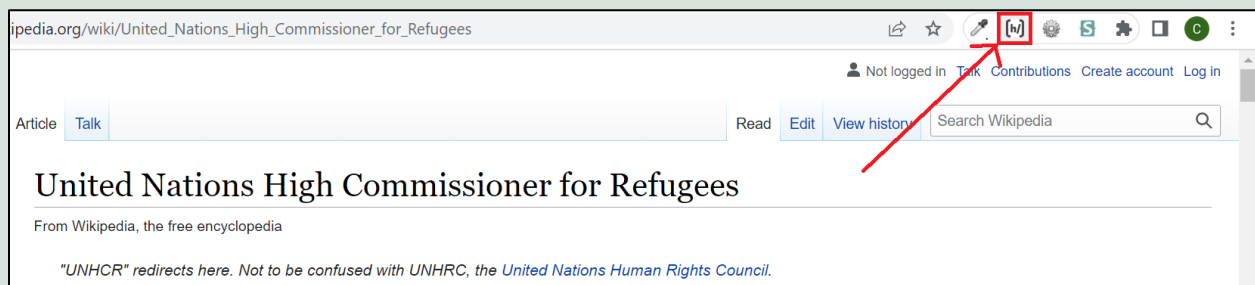 ipedia.org/wiki/United_Nations_High_Commissioner_for_Refugees
[h/]
S
C
Not logged in Talk Contributions Create account Log in
Article Talk Read Edit View history Search Wikipedia
United Nations High Commissioner for Refugees
From Wikipedia, the free encyclopedia
"UNHCR" redirects here. Not to be confused with UNHRC, the United Nations Human Rights Council.